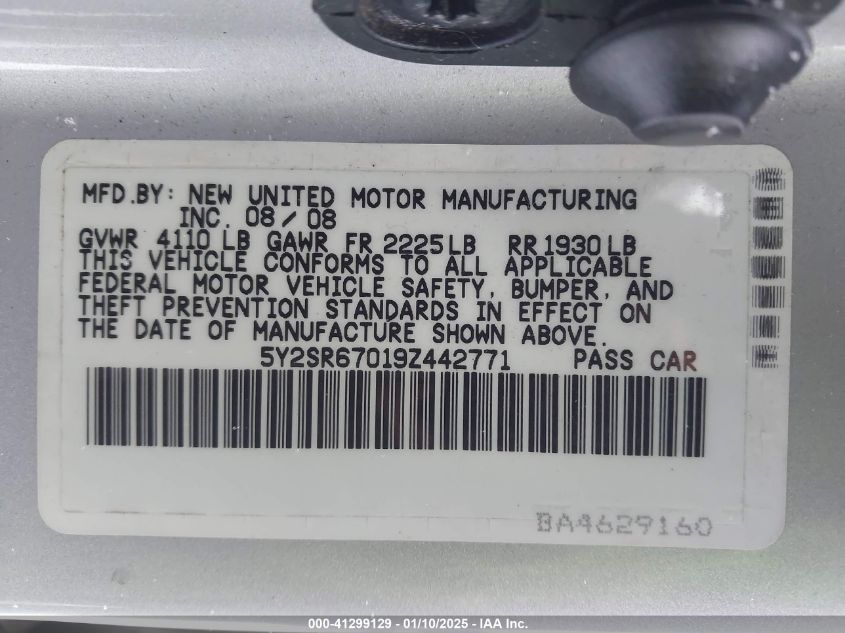 MFD.BY: NEW UNITED MOTOR MANUFACTURING
INC. 08/08
GVWR 4110 LB GAWR FR 2225 LB RR 1930 LB
THIS VEHICLE CONFORMS TO ALL APPLICABLE
FEDERAL MOTOR VEHICLE SAFETY, BUMPER, AND
THEFT PREVENTION STANDARDS IN EFFECT ON
THE DATE OF MANUFACTURE SHOWN ABOVE.
5Y2SR67019Z442771 PASS CAR
BA4629160
000-41299129 - 01/10/2025 - IAA Inc.